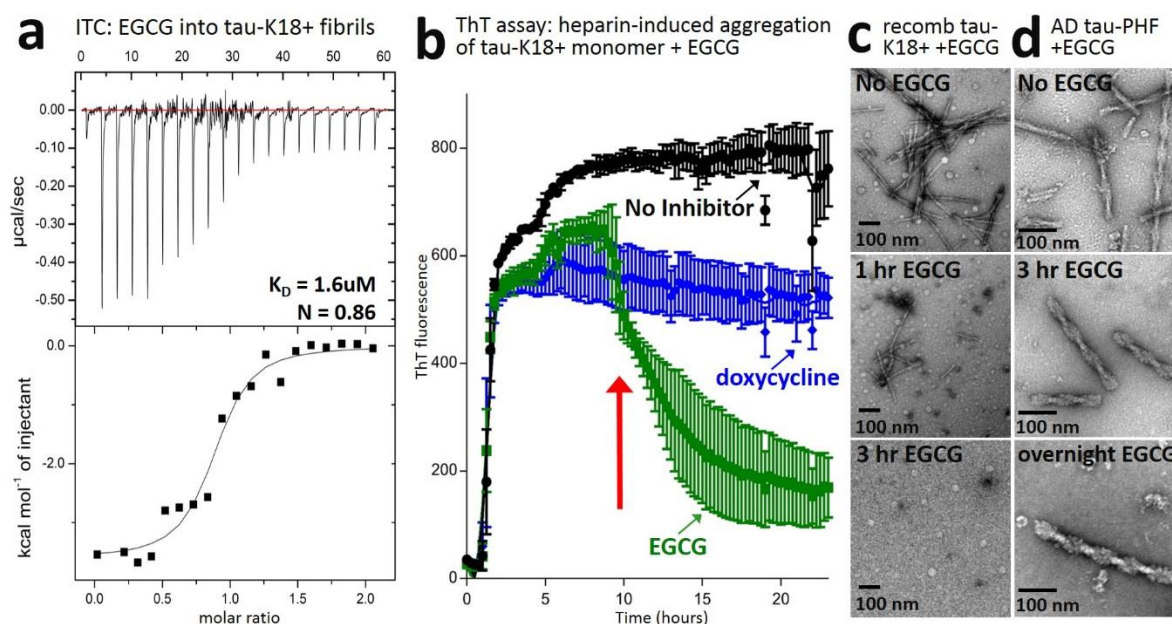 a
ITC: EGCG into tau-K18+ fibrils
0 10 20 30 40 50 60
0.00
-0.10
-0.20
-0.30
-0.40
-0.50
μcal/sec
KD = 1.6uM
N = 0.86
0.0
-2.0
kcal mol-1 of injectant
0.0 0.5 1.0 1.5 2.0
molar ratio
b
ThT assay: heparin-induced aggregation
of tau-K18+ monomer + EGCG
800
600
400
200
0
ThT fluorescence
No Inhibitor
doxycycline
EGCG
0 5 10 15 20
Time (hours)
c
recomb tau-
K18+ +EGCG
No EGCG
100 nm
1 hr EGCG
100 nm
3 hr EGCG
100 nm
d
AD tau-PHF
+EGCG
No EGCG
100 nm
3 hr EGCG
100 nm
overnight EGCG
100 nm